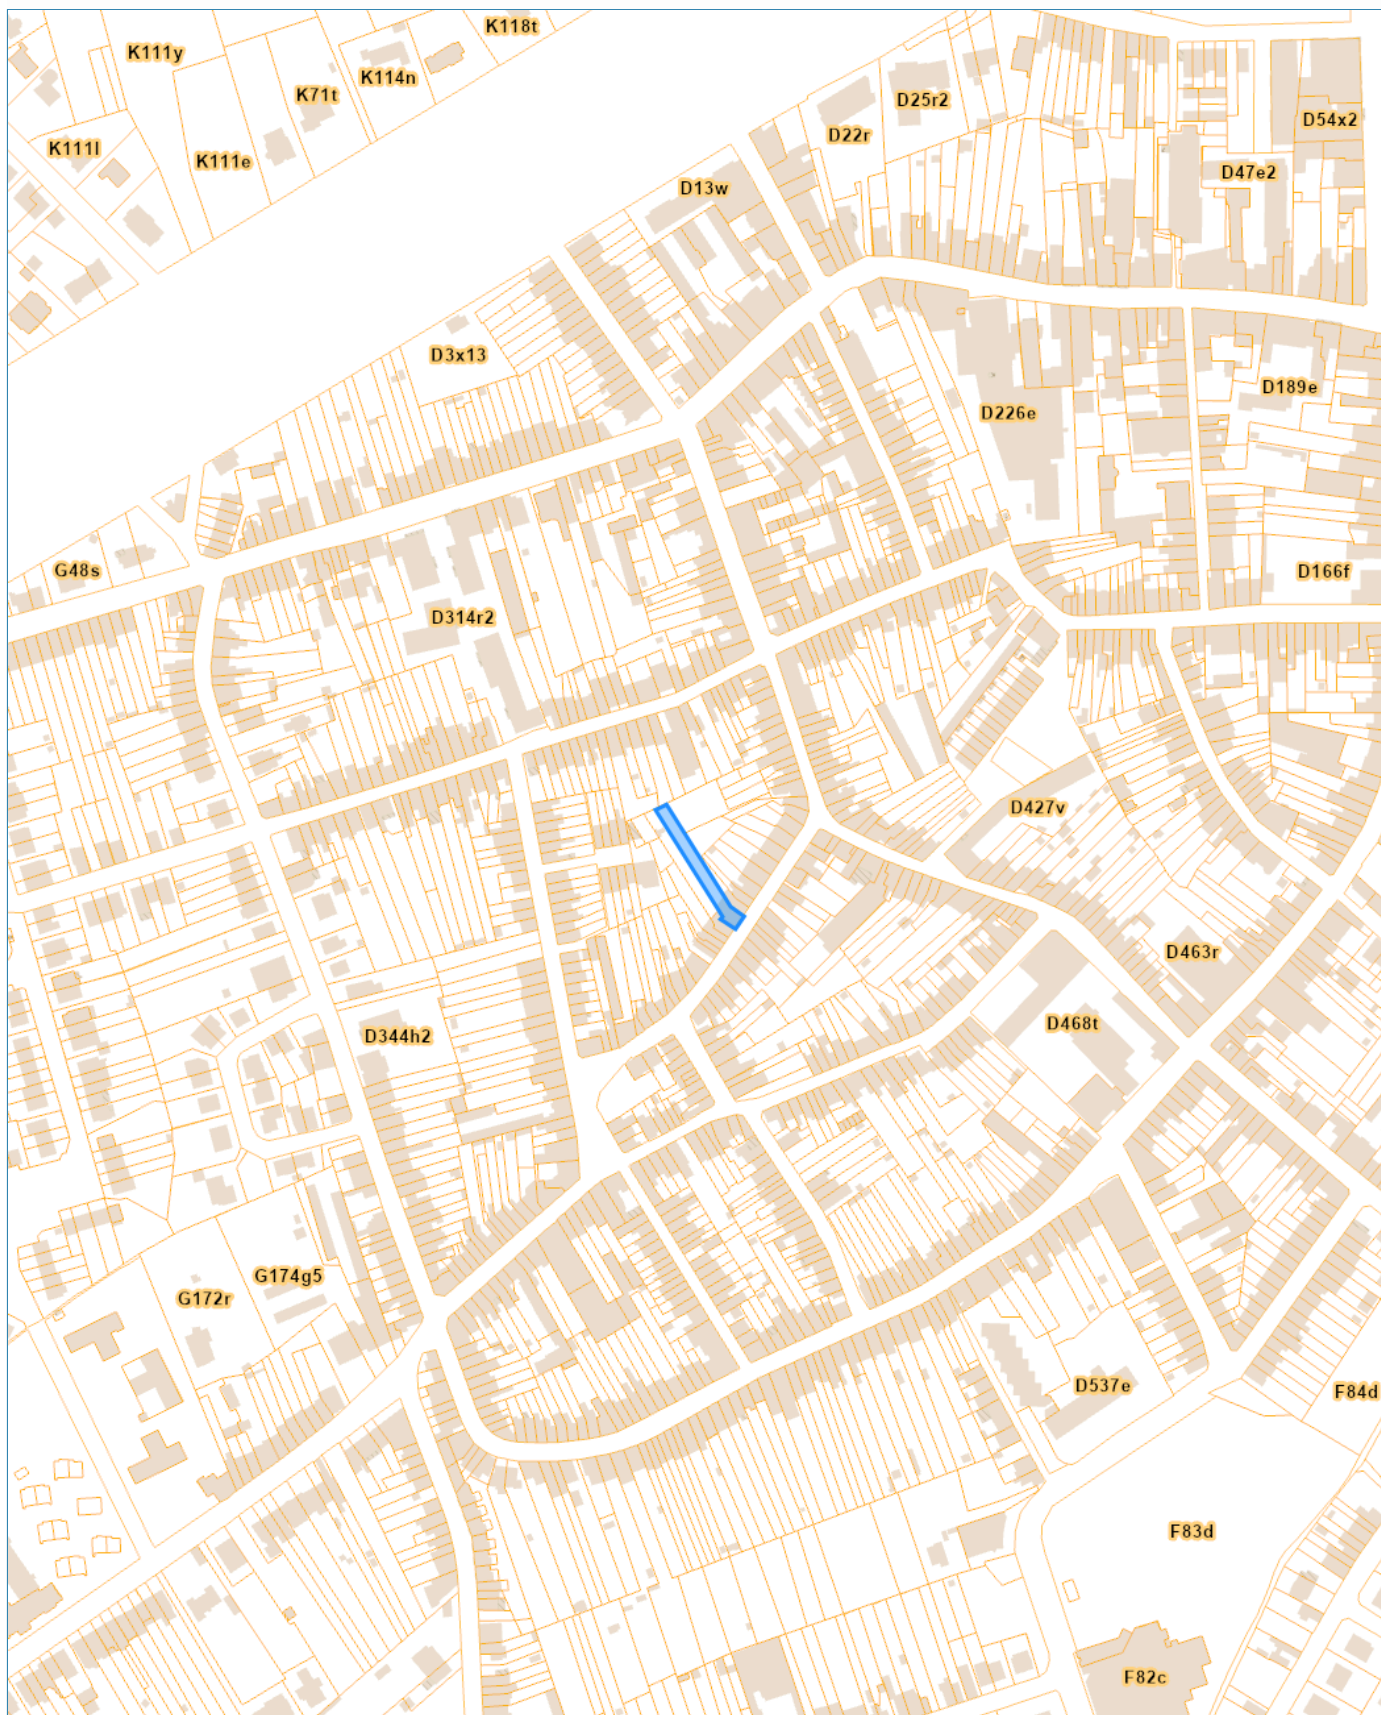 K118t
K111y
K114n
K71t
D25r2
D54x2
D22r
K111l
K111e
D47e2
D13w
D3x13
D189e
D226e
G48s
D166f
D314r2
D427v
D463r
D468t
D344h2
G174g5
G172r
D537e
F84d
F83d
F82c